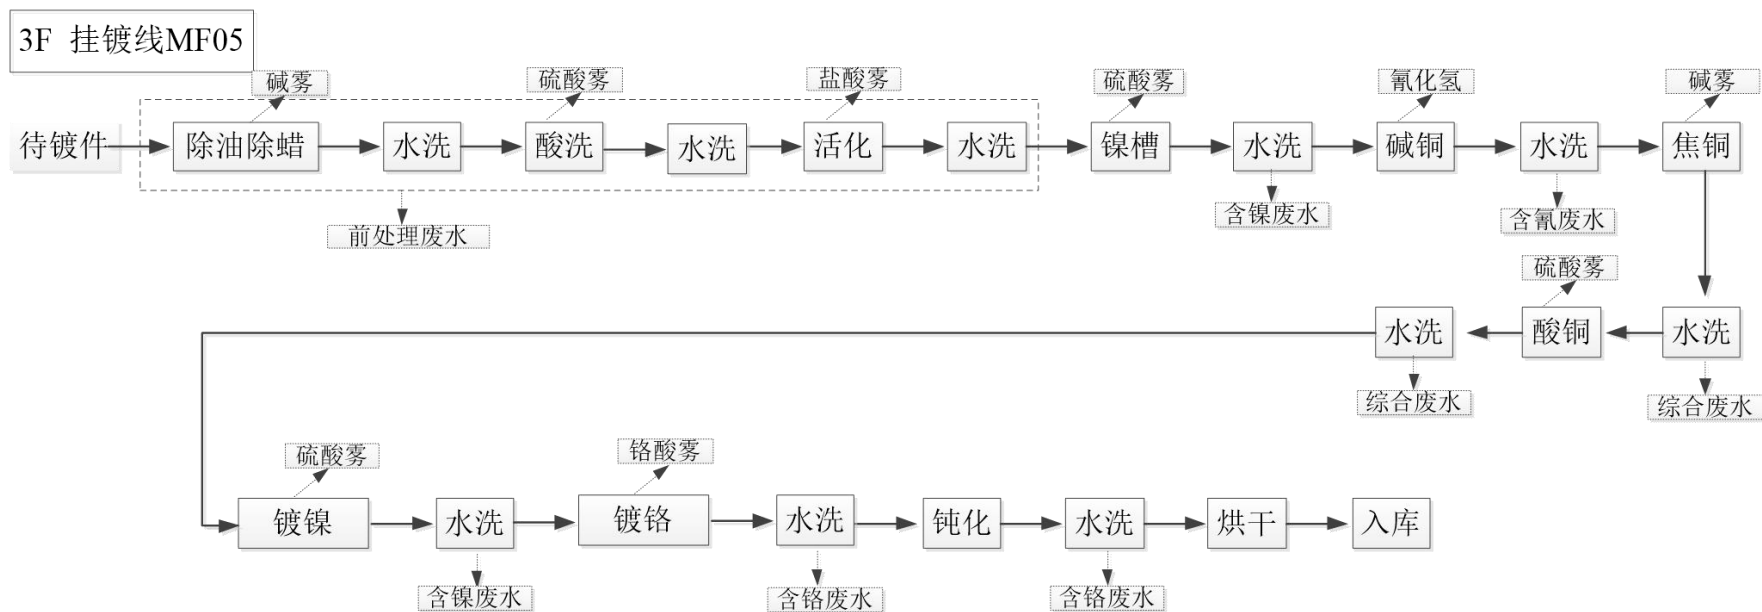 3F 挂镀线MF05
碱雾 硫酸雾 盐酸雾 硫酸雾 氰化氢 碱雾
待镀件 除油除蜡 水洗 酸洗 水洗 活化 水洗 镍槽 水洗 碱铜 水洗 焦铜
前处理废水 含镍废水 含氰废水
硫酸雾
水洗 酸铜 水洗
综合废水 综合废水
硫酸雾 铬酸雾
镀镍 水洗 镀铬 水洗 钝化 水洗 烘干 入库
含镍废水 含铬废水 含铬废水